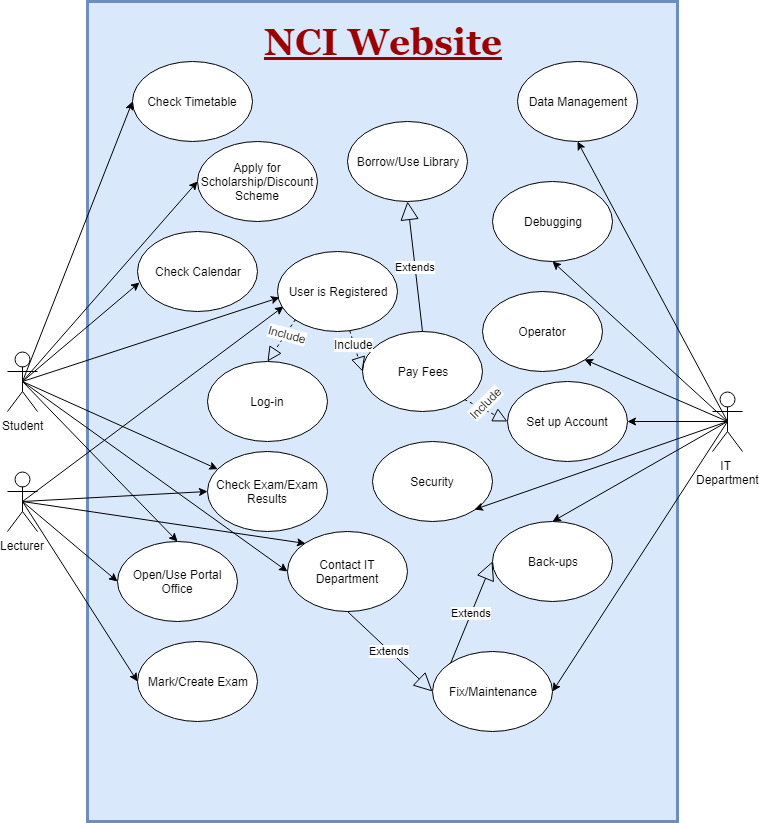 NCI Website
Check Timetable
Data Management
Apply for
Scholarship/Discount
Scheme
Borrow/Use Library
Debugging
Check Calendar
User is Registered
Extends
Include
Include
Operator
Pay Fees
Log-in
Include
Set up Account
Student
IT
Department
Check Exam/Exam
Results
Security
Lecturer
Open/Use Portal
Office
Contact IT
Department
Back-ups
Extends
Extends
Mark/Create Exam
Fix/Maintenance